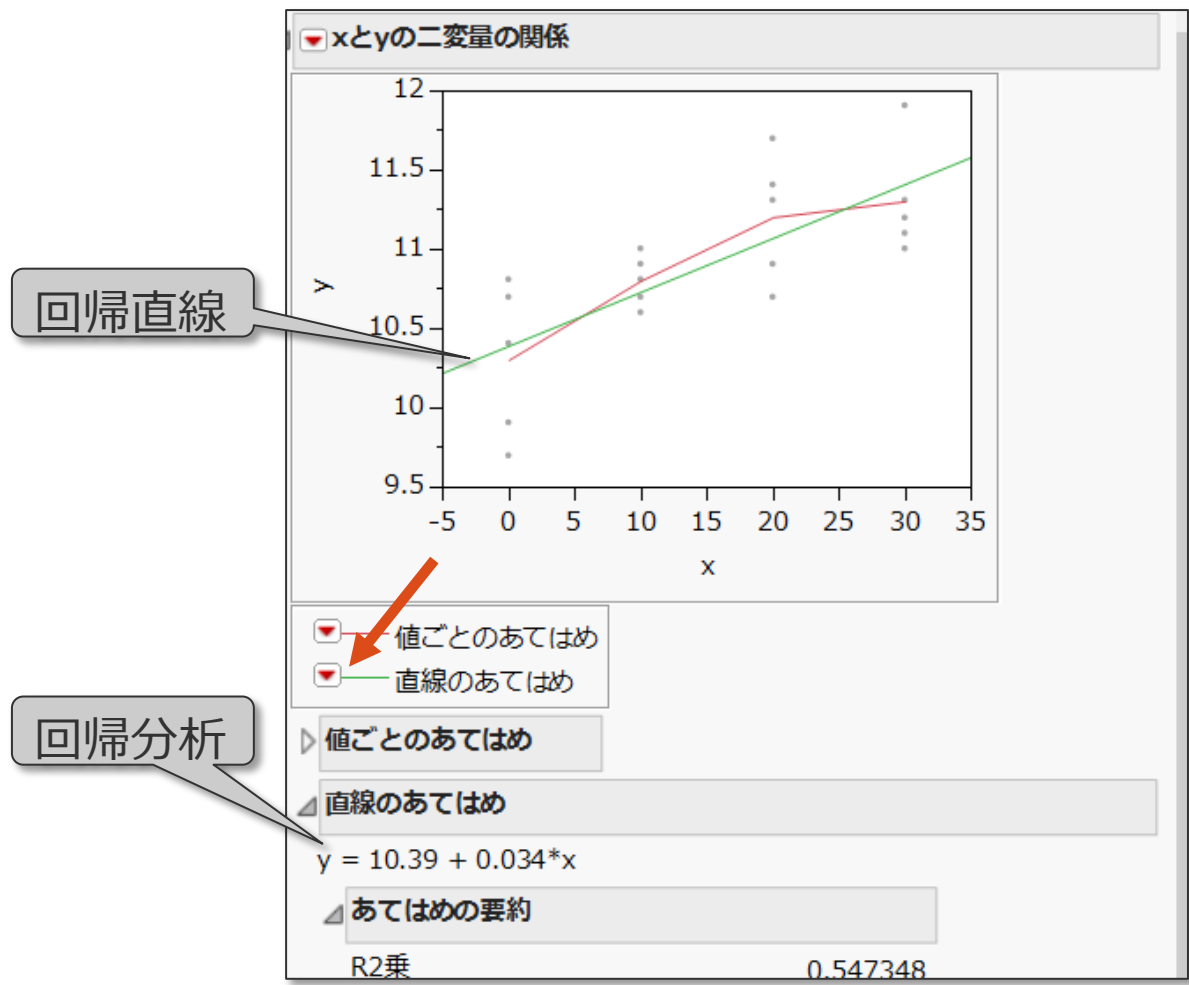 xとyの二変量の関係
12
11.5
11
10.5
10
9.5
y
-5 0 5 10 15 20 25 30 35
x
回帰直線
値ごとのあてはめ
直線のあてはめ
回帰分析
値ごとのあてはめ
直線のあてはめ
y = 10.39 + 0.034*x
あてはめの要約
R2乗 0.547348